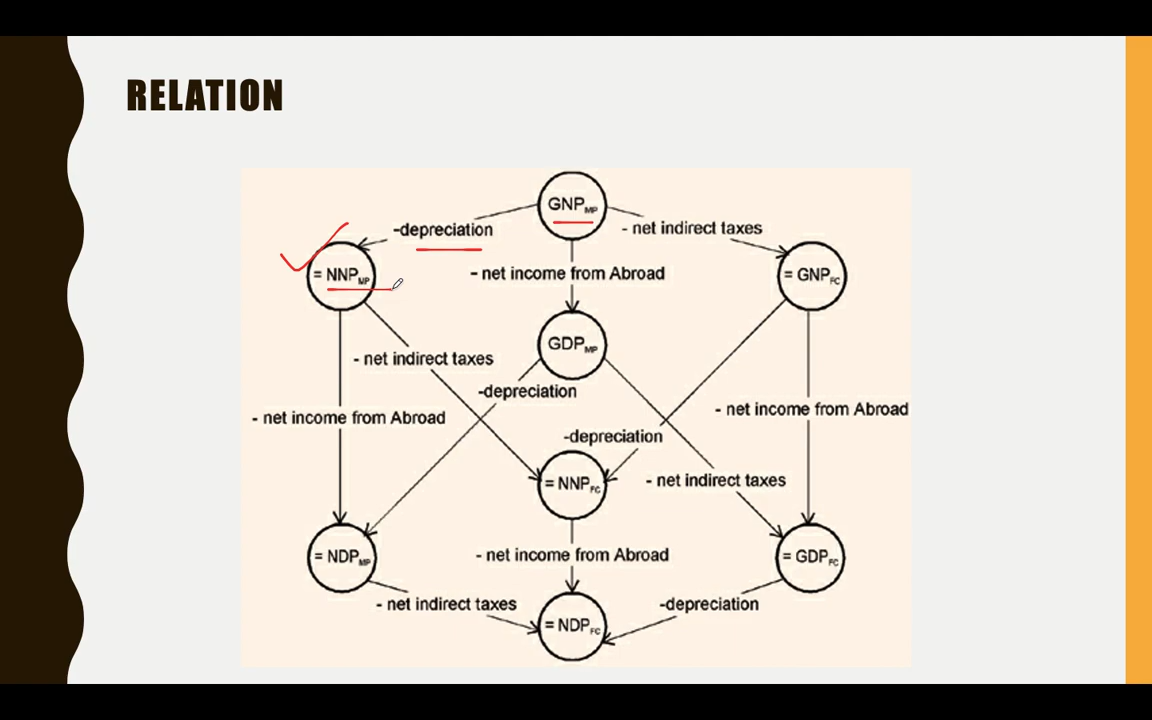 RELATION
GNP MP
-depreciation
- net indirect taxes
= NNP MP
- net income from Abroad
= GNP FC
GDP MP
- net indirect taxes
-depreciation
- net income from Abroad
- net income from Abroad
-depreciation
= NNP FC
- net indirect taxes
= NDP MP
- net income from Abroad
= GDP FC
- net indirect taxes
-depreciation
= NDP FC